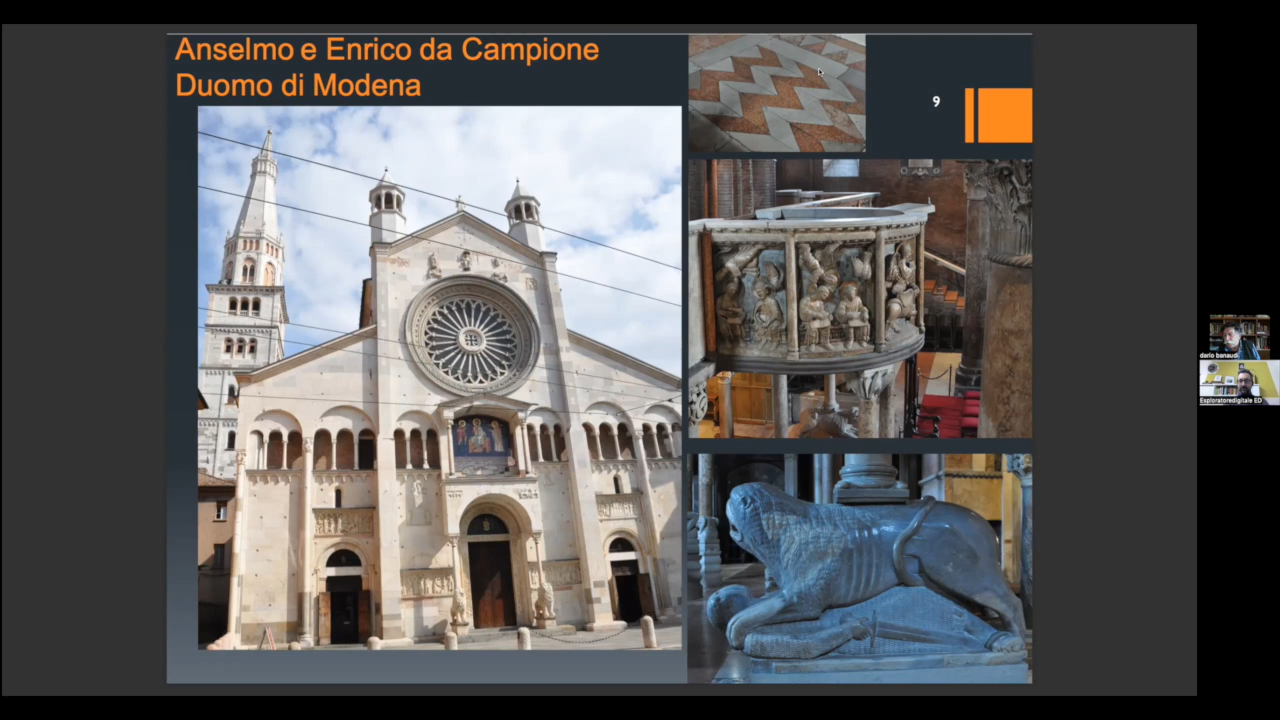 Anselmo e Enrico da Campione
Duomo di Modena
9
dario banaudi
Esploratoredigitale ED